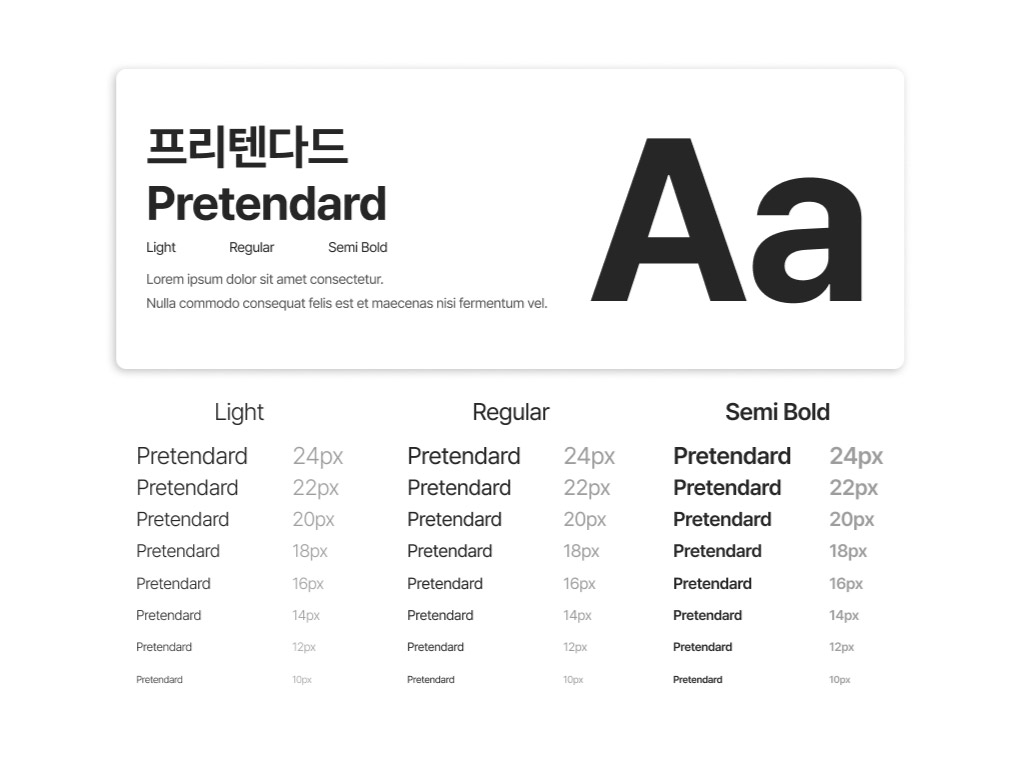 프리텐다드
Pretendard
Light Regular Semi Bold
Lorem ipsum dolor sit amet consectetur.
Nulla commodo consequat felis est et maecenas nisi fermentum vel.
Aa
Light Regular Semi Bold
Pretendard 24px Pretendard 24px Pretendard 24px
Pretendard 22px Pretendard 22px Pretendard 22px
Pretendard 20px Pretendard 20px Pretendard 20px
Pretendard 18px Pretendard 18px Pretendard 18px
Pretendard 16px Pretendard 16px Pretendard 16px
Pretendard 14px Pretendard 14px Pretendard 14px
Pretendard 12px Pretendard 12px Pretendard 12px
Pretendard 10px Pretendard 10px Pretendard 10px